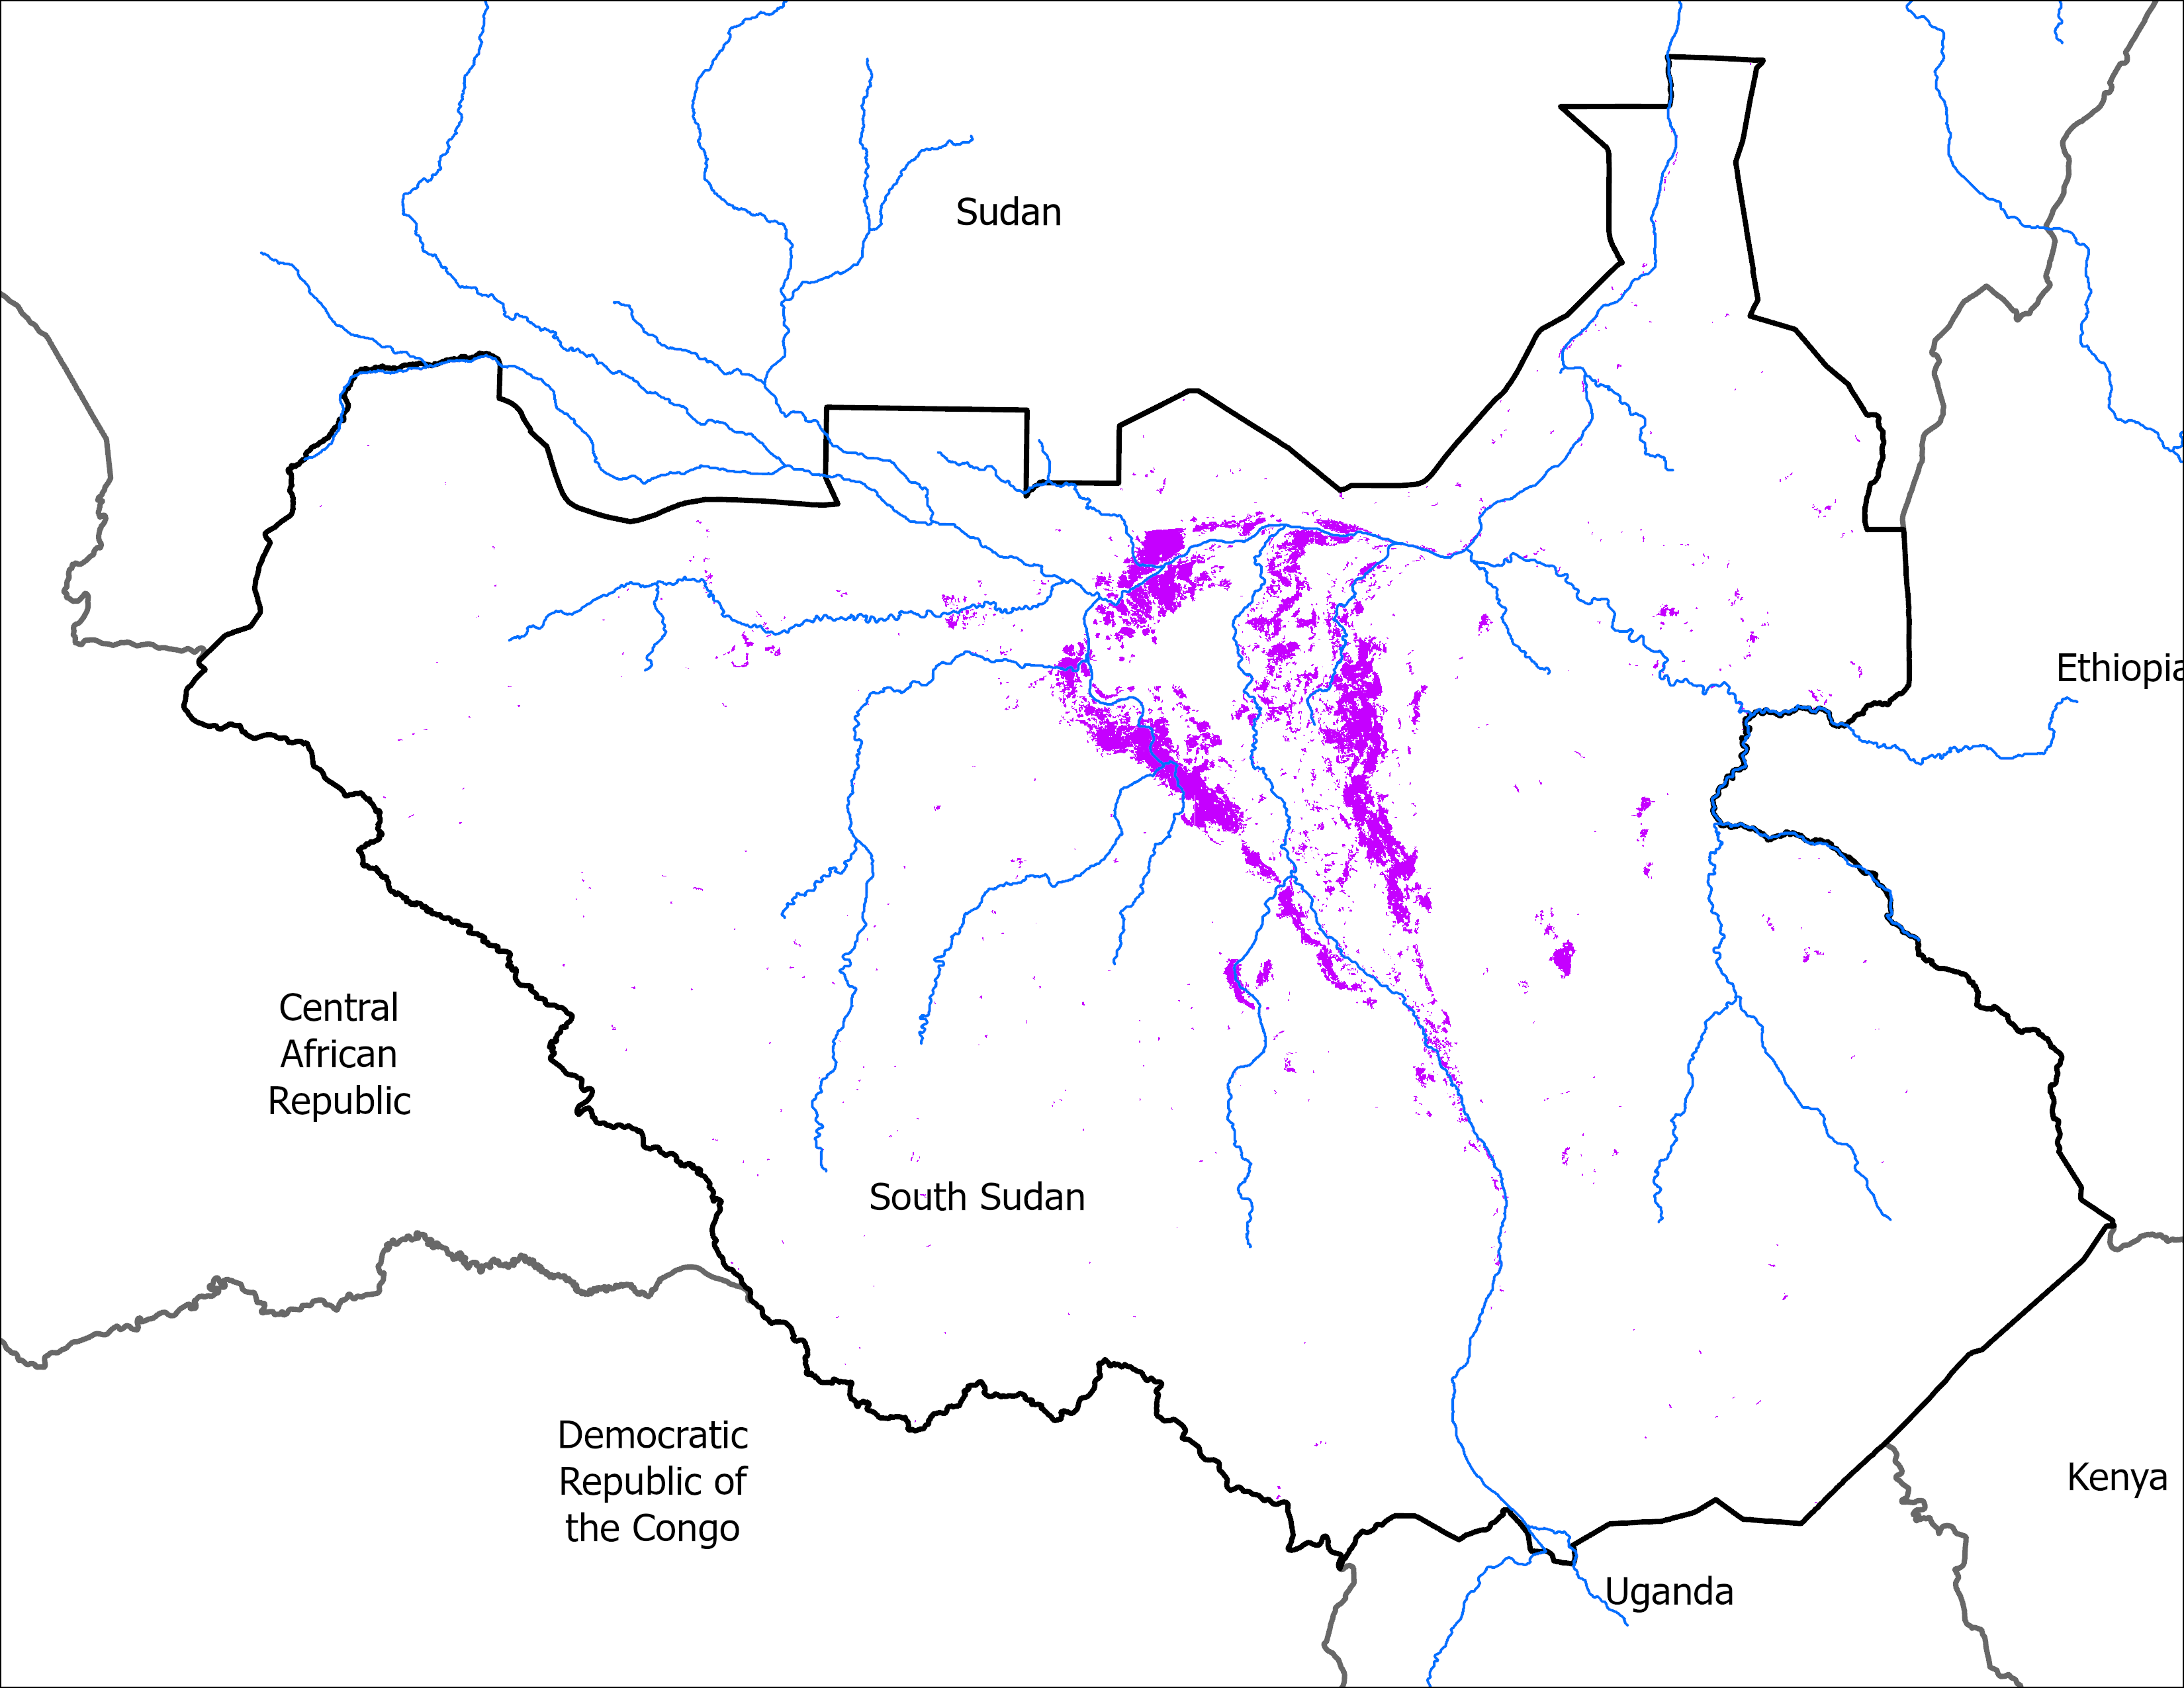 Sudan
Ethiopia
Central
African
Republic
South Sudan
Democratic
Republic of
the Congo
Kenya
Uganda